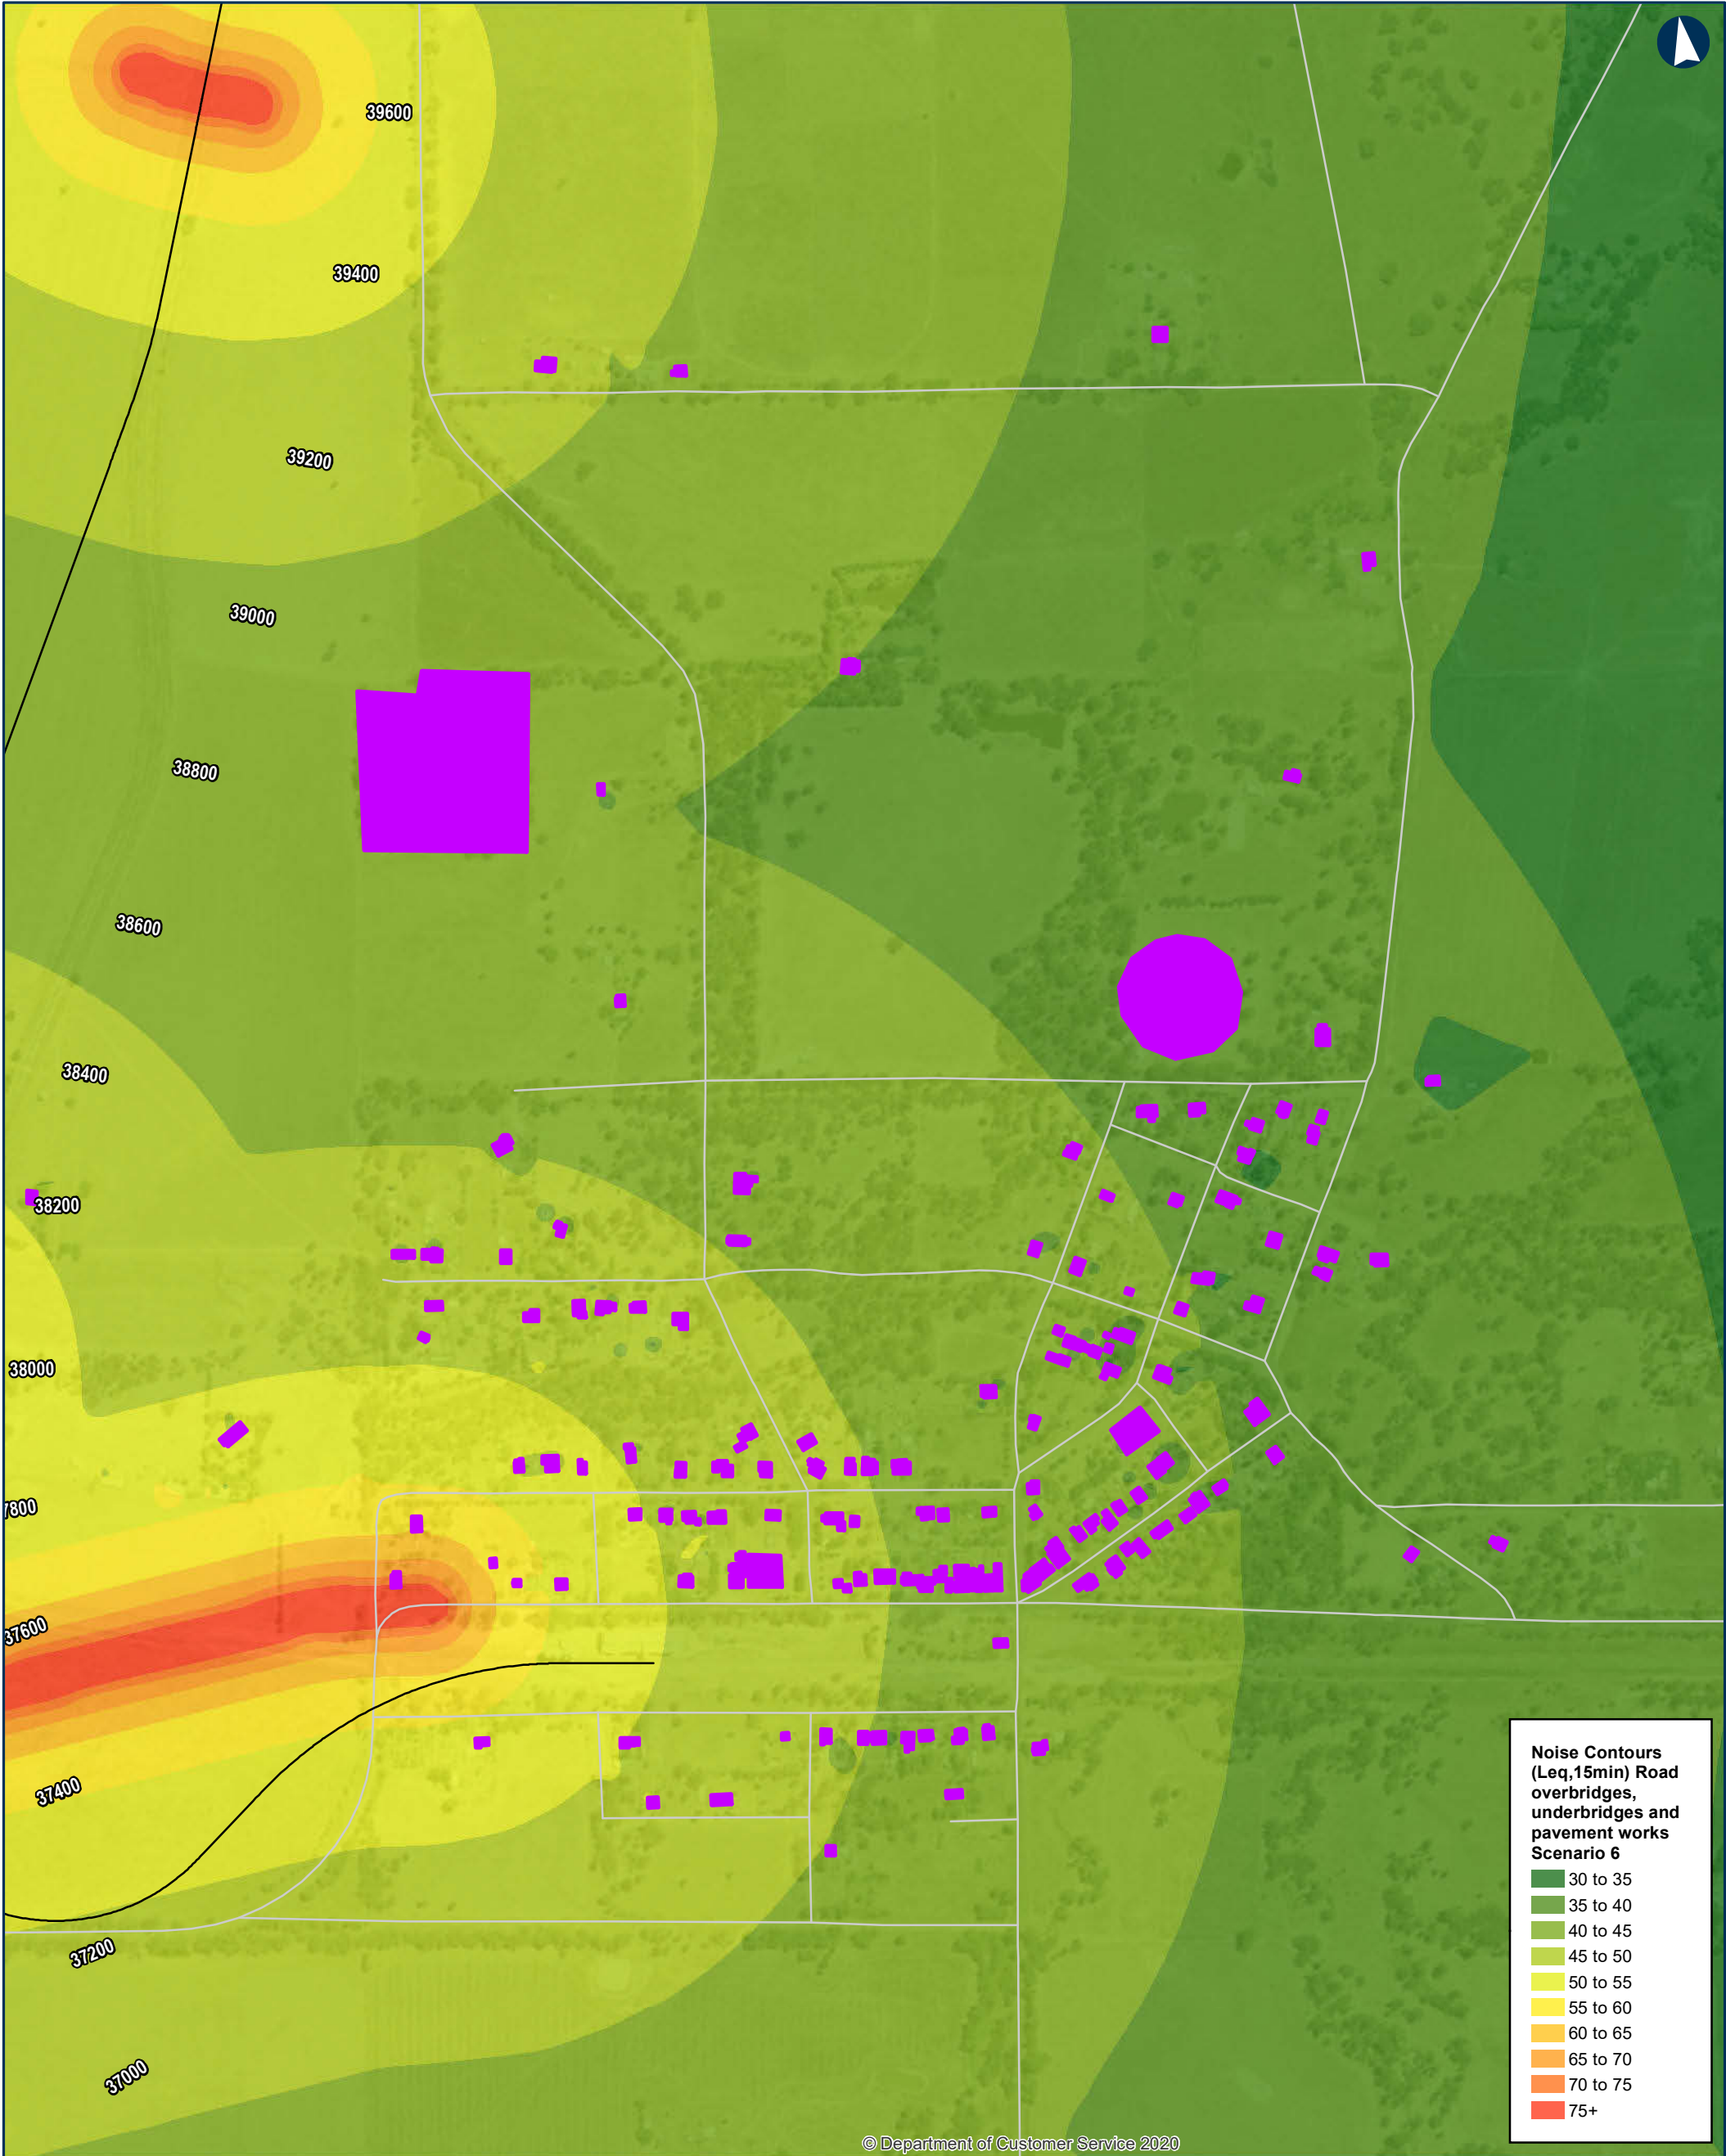 39600
39400
39200
39000
38800
38600
38400
38200
38000
7800
37600
37400
37200
37000
Noise Contours
(Leq,15min) Road
overbridges,
underbridges and
pavement works
Scenario 6
30 to 35
35 to 40
40 to 45
45 to 50
50 to 55
55 to 60
60 to 65
65 to 70
70 to 75
75+
© Department of Customer Service 2020